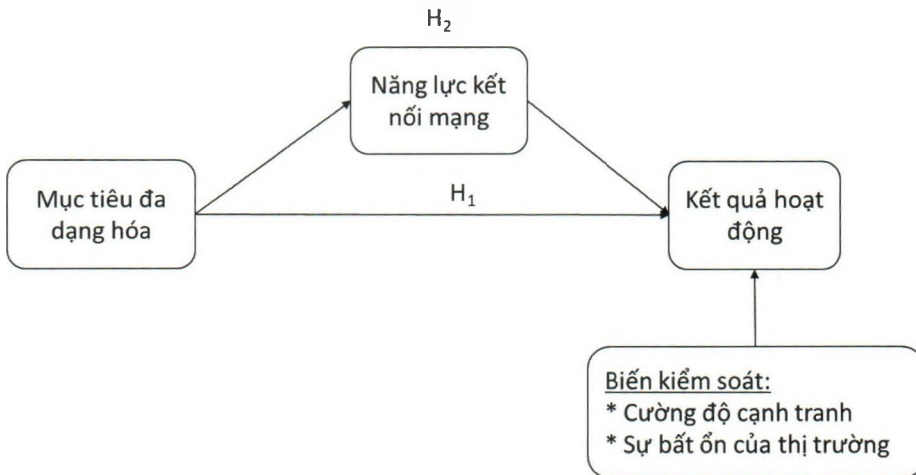 H₂
Năng lực kết
nối mạng
Mục tiêu đa
dạng hóa
H₁
Kết quả hoạt
động
Biến kiểm soát:
* Cường độ cạnh tranh
* Sự bất ổn của thị trường